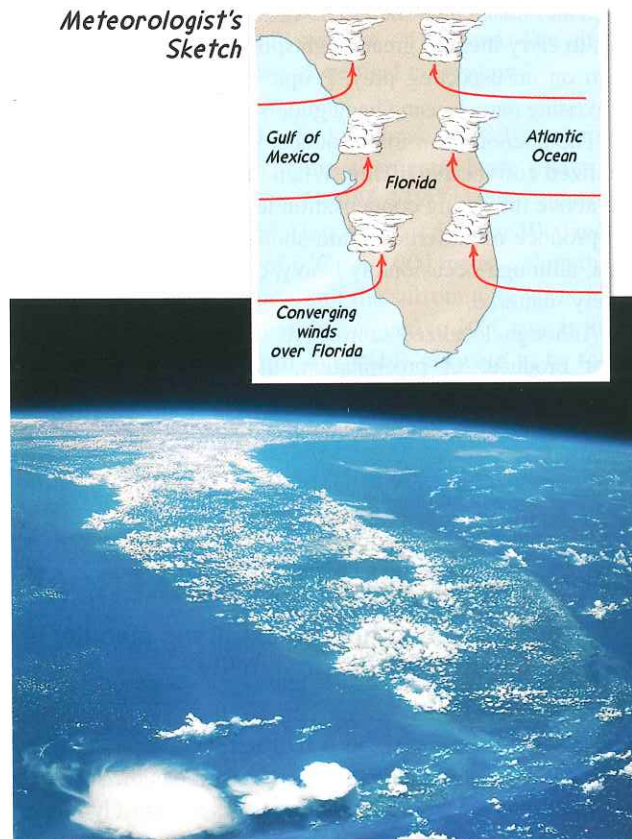 Meteorologist's
Sketch
Gulf of
Mexico
Atlantic
Ocean
Florida
Converging
winds
over Florida